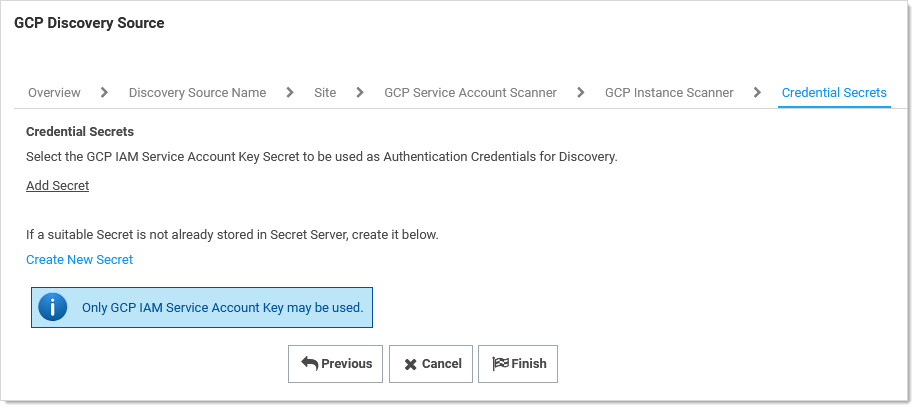 GCP Discovery Source
Overview > Discovery Source Name > Site > GCP Service Account Scanner > GCP Instance Scanner > Credential Secrets
Credential Secrets
Select the GCP IAM Service Account Key Secret to be used as Authentication Credentials for Discovery.
Add Secret
If a suitable Secret is not already stored in Secret Server, create it below.
Create New Secret
Only GCP IAM Service Account Key may be used.
Previous Cancel Finish